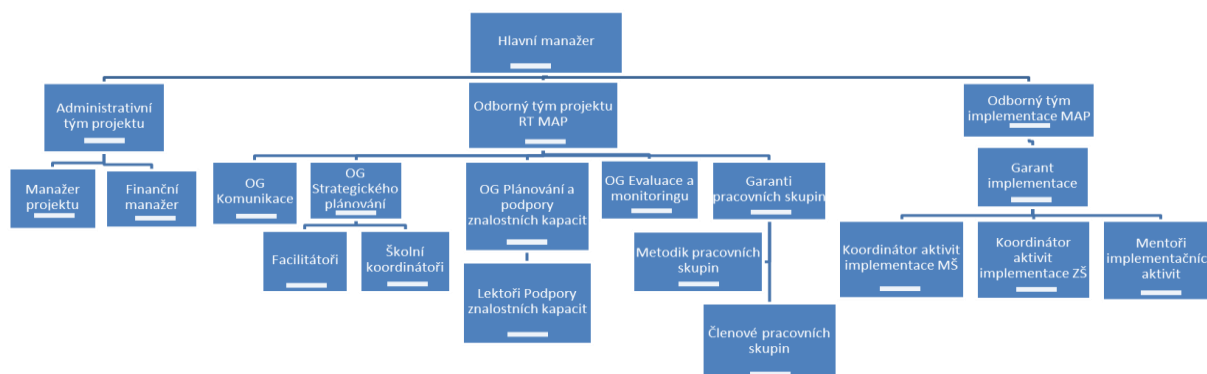 Hlavní manažer
Administrativní
tým projektu
Odborný tým projektu
RT MAP
Odborný tým
implementace MAP
Manažer
projektu
Finanční
manažer
OG
Komunikace
OG
Strategického
plánování
OG Plánování a
podpory
znalostních kapacit
OG Evaluace a
monitoringu
Garanti
pracovních skupin
Garant
implementace
Facilitátoři
Školní
koordinátoři
Lektoři Podpory
znalostních kapacit
Metodik pracovních
skupin
Členové pracovních
skupin
Koordinátor aktivit
implementace MŠ
Koordinátor
aktivit
implementace ZŠ
Mentoři
implementačníc
aktivit